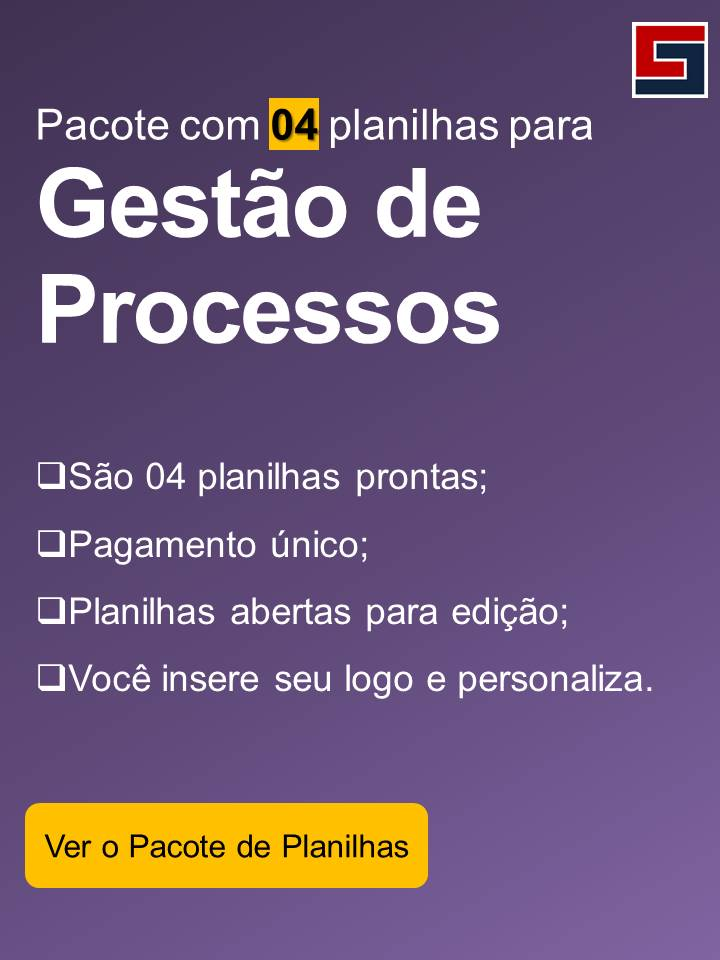 Pacote com 04 planilhas para
Gestão de
Processos
São 04 planilhas prontas;
Pagamento único;
Planilhas abertas para edição;
Você insere seu logo e personaliza.
Ver o Pacote de Planilhas